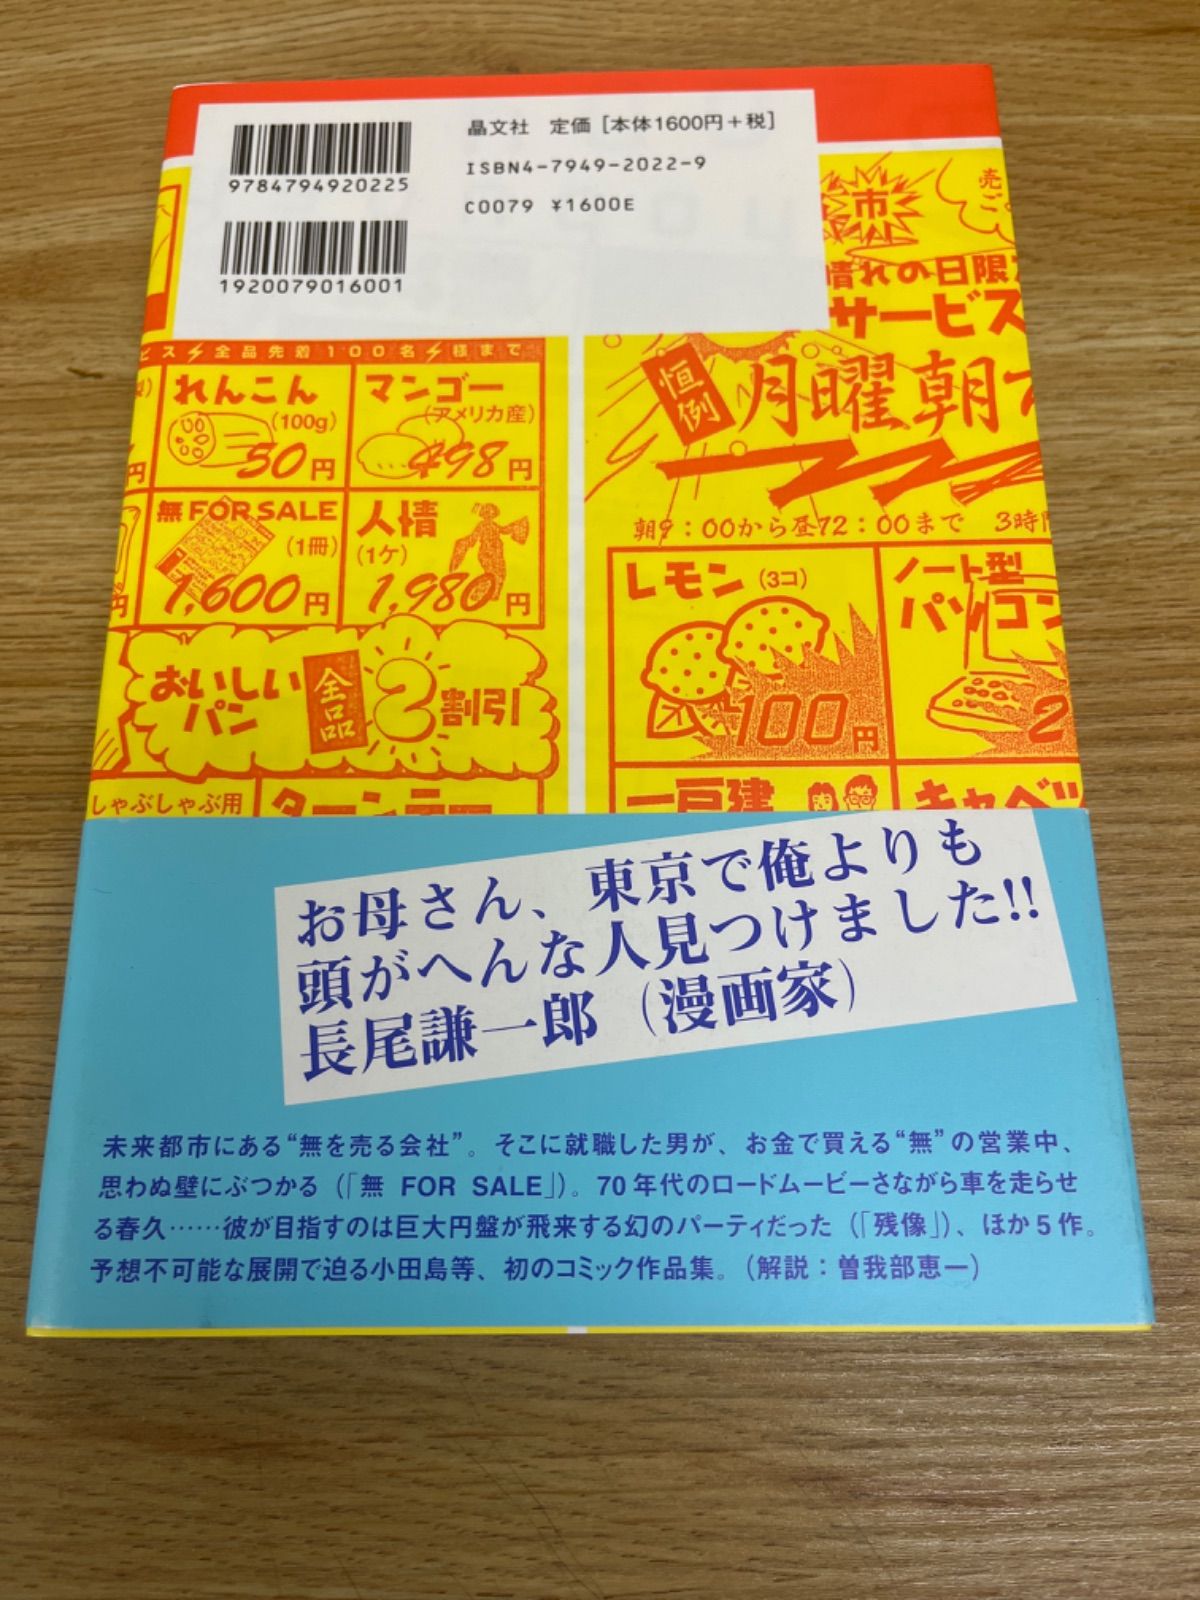 晶文社 定価［本体1600円＋税］
ISBN4-7949-2022-9
C0079 ¥1600E
9784794920225
1920079016001
ビス⚡全品先着100名⚡様まで
れんこん
(100g)
50円
マンゴー
(アメリカ産)
498円
円
無FOR SALE
(1冊)
1,600円
人情
(1ケ)
1,980円
円
おいしい
パン
全品
2割引
しゃぶしゃぶ用
市
売
ご
晴れの日限
サービス
恒例
月曜朝
朝9：00から昼12：00まで 3時間
レモン(3コ)
100円
ノート型
パソコン
2
一戸建
キャベツ
お母さん、東京で俺よりも
頭がへんな人見つけました!!
長尾謙一郎（漫画家）
未来都市にある“無を売る会社”。そこに就職した男が、お金で買える“無”の営業中、
思わぬ壁にぶつかる（「無 FOR SALE」）。70年代のロードムービーさながら車を走らせ
る春久……彼が目指すのは巨大円盤が飛来する幻のパーティだった（「残像」）、ほか5作。
予想不可能な展開で迫る小田島等、初のコミック作品集。（解説：曽我部恵一）